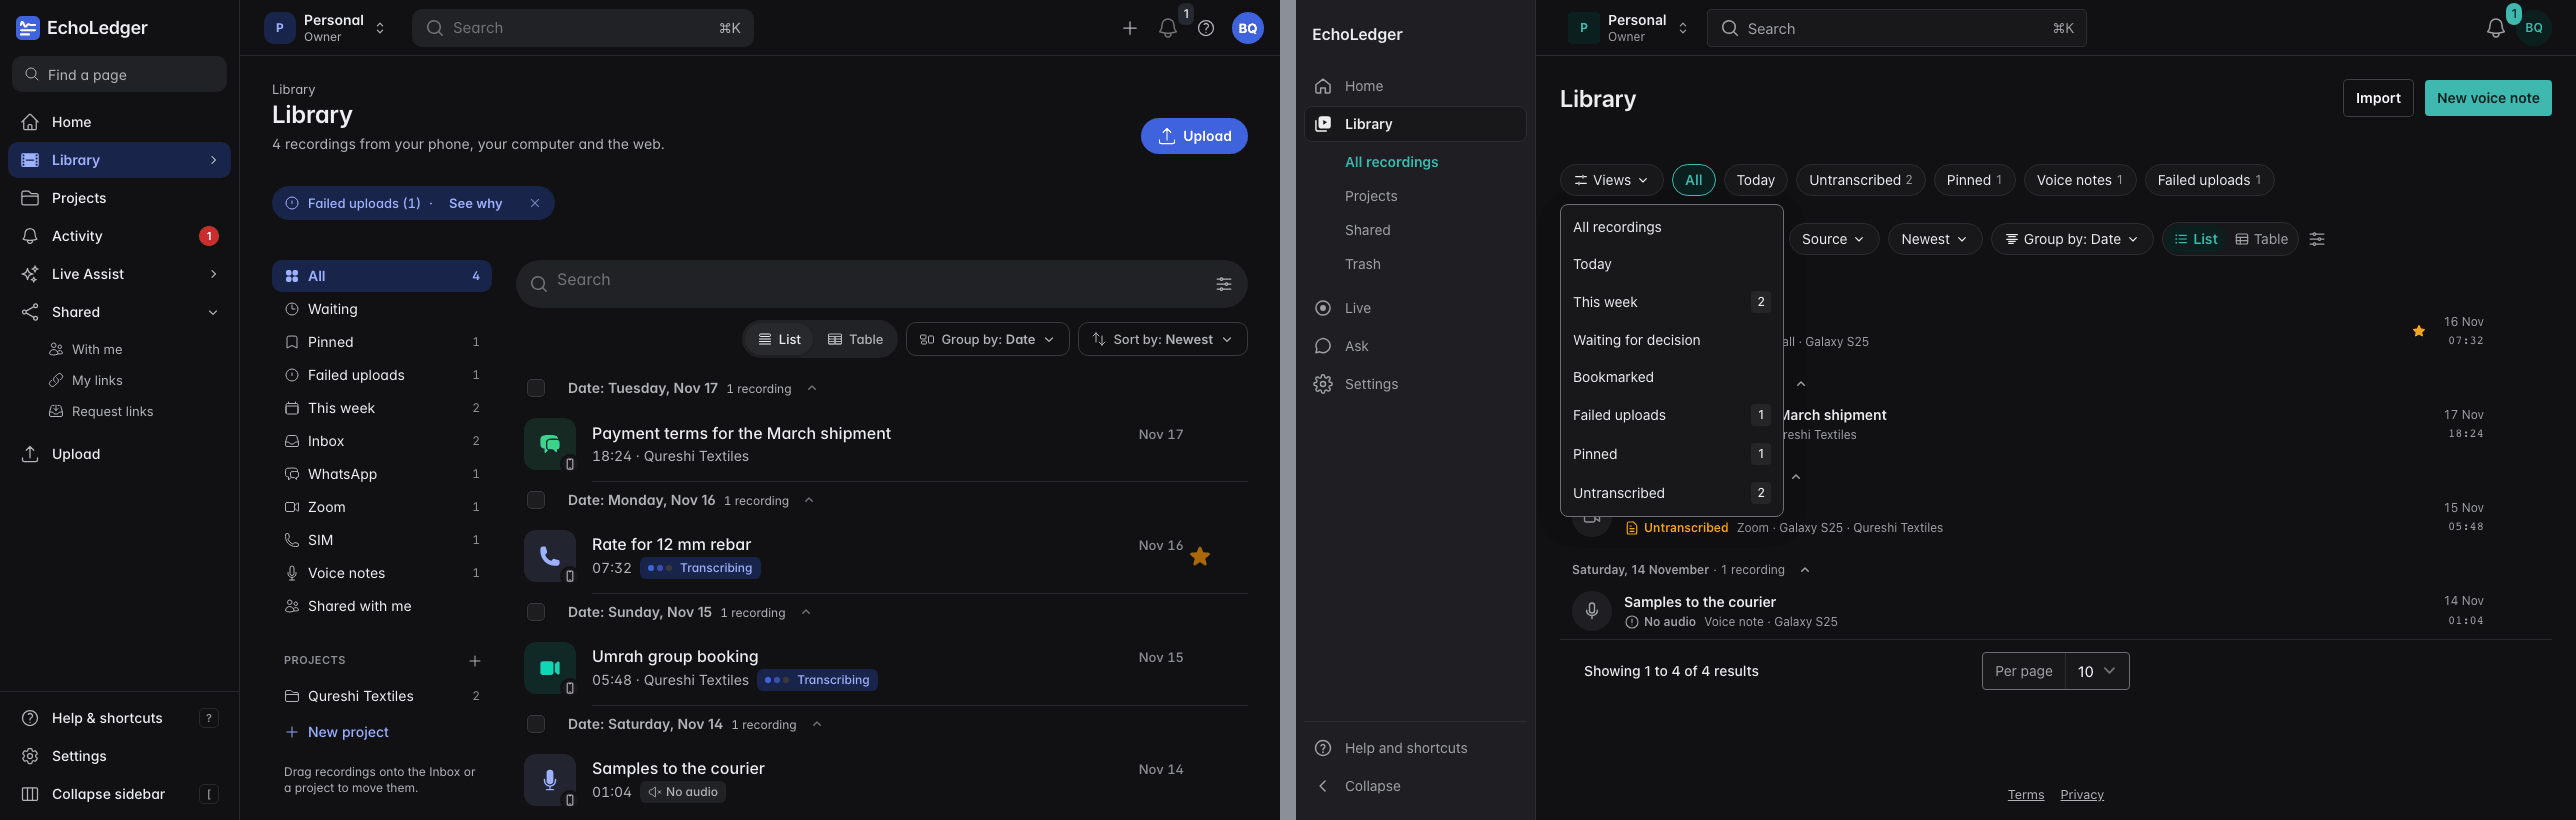 EchoLedger
Find a page
Home
Library
Projects
Activity 1
Live Assist
Shared
With me
My links
Request links
Upload
Help & shortcuts ?
Settings
Collapse sidebar [
P Personal
Owner
Search ⌘K
1
BQ
Library
Library
4 recordings from your phone, your computer and the web.
Upload
Failed uploads (1) · See why
All 4
Waiting
Pinned 1
Failed uploads 1
This week 2
Inbox 2
WhatsApp 1
Zoom 1
SIM 1
Voice notes 1
Shared with me
PROJECTS
Qureshi Textiles 2
New project
Drag recordings onto the Inbox or
a project to move them.
Search
List Table Group by: Date Sort by: Newest
Date: Tuesday, Nov 17 1 recording
Payment terms for the March shipment Nov 17
18:24 · Qureshi Textiles
Date: Monday, Nov 16 1 recording
Rate for 12 mm rebar Nov 16
07:32 Transcribing
Date: Sunday, Nov 15 1 recording
Umrah group booking Nov 15
05:48 · Qureshi Textiles Transcribing
Date: Saturday, Nov 14 1 recording
Samples to the courier Nov 14
01:04 No audio
EchoLedger
Home
Library
All recordings
Projects
Shared
Trash
Live
Ask
Settings
Help and shortcuts
Collapse
P Personal
Owner
Search ⌘K
1
BQ
Library
Import New voice note
Views All Today Untranscribed 2 Pinned 1 Voice notes 1 Failed uploads 1
All recordings
Today
This week 2
Waiting for decision
Bookmarked
Failed uploads 1
Pinned 1
Untranscribed 2
Source Newest Group by: Date List Table
16 Nov
· Galaxy S25 07:32
March shipment 17 Nov
Textiles 18:24
15 Nov
Untranscribed Zoom · Galaxy S25 · Qureshi Textiles 05:48
Saturday, 14 November · 1 recording
Samples to the courier 14 Nov
No audio Voice note · Galaxy S25 01:04
Showing 1 to 4 of 4 results
Per page 10
Terms Privacy